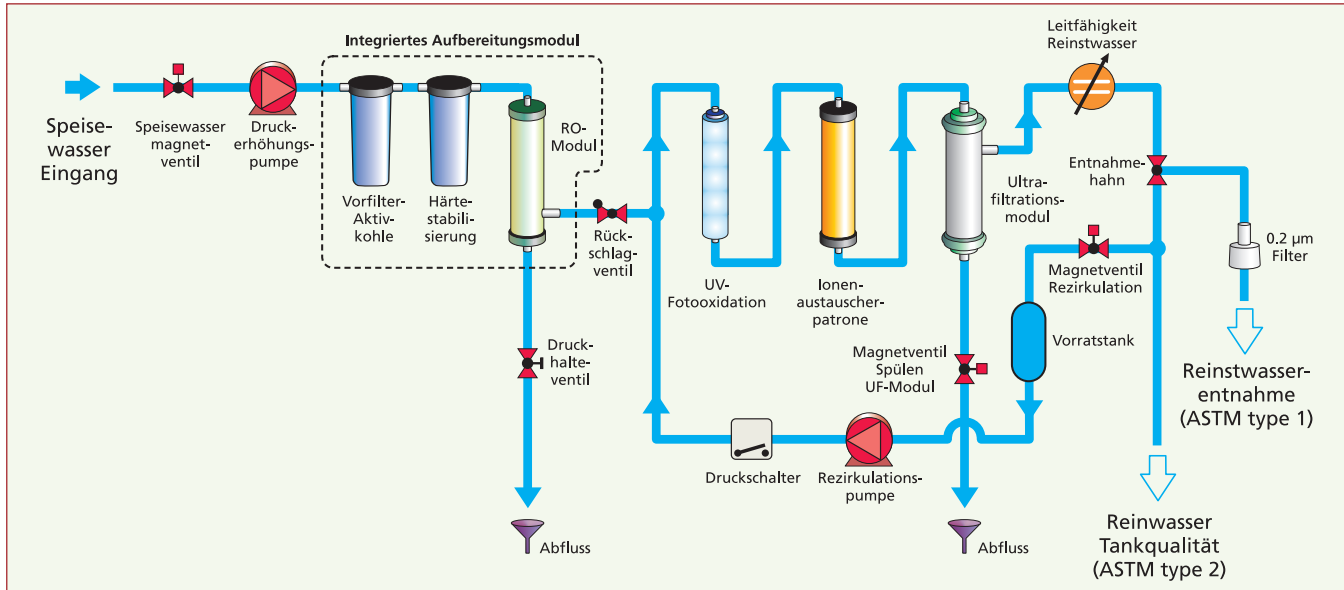 Integriertes Aufbereitungsmodul
Leitfähigkeit
Reinstwasser
Speise-
wasser
Eingang
Speisewasser
magnet-
ventil
Druck-
erhöhungs-
pumpe
Vorfilter-
Aktiv-
kohle
Härte-
stabili-
sierung
RO-
Modul
Rück-
schlag-
ventil
UV-
Fotooxidation
Ionen-
austauscher-
patrone
Ultra-
filtrations-
modul
Entnahme-
hahn
Magnetventil
Rezirkulation
0.2 µm
Filter
Druck-
halte-
ventil
Magnetventil
Spülen
UF-Modul
Vorratstank
Reinstwasser-
entnahme
(ASTM type 1)
Druckschalter
Rezirkulations-
pumpe
Abfluss
Abfluss
Reinwasser
Tankqualität
(ASTM type 2)